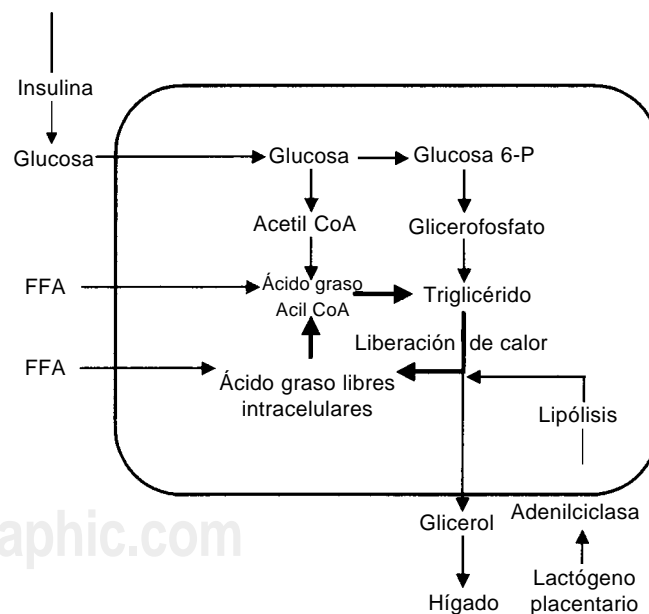 Insulina
Glucosa
Glucosa
Glucosa 6-P
Acetil CoA
Glicerofosfato
FFA
Ácido graso
Acil CoA
Triglicérido
Liberación de calor
FFA
Ácido graso libres
intracelulares
Lipólisis
Glicerol
Adenilciclasa
Hígado
Lactógeno
placentario
aphic.com